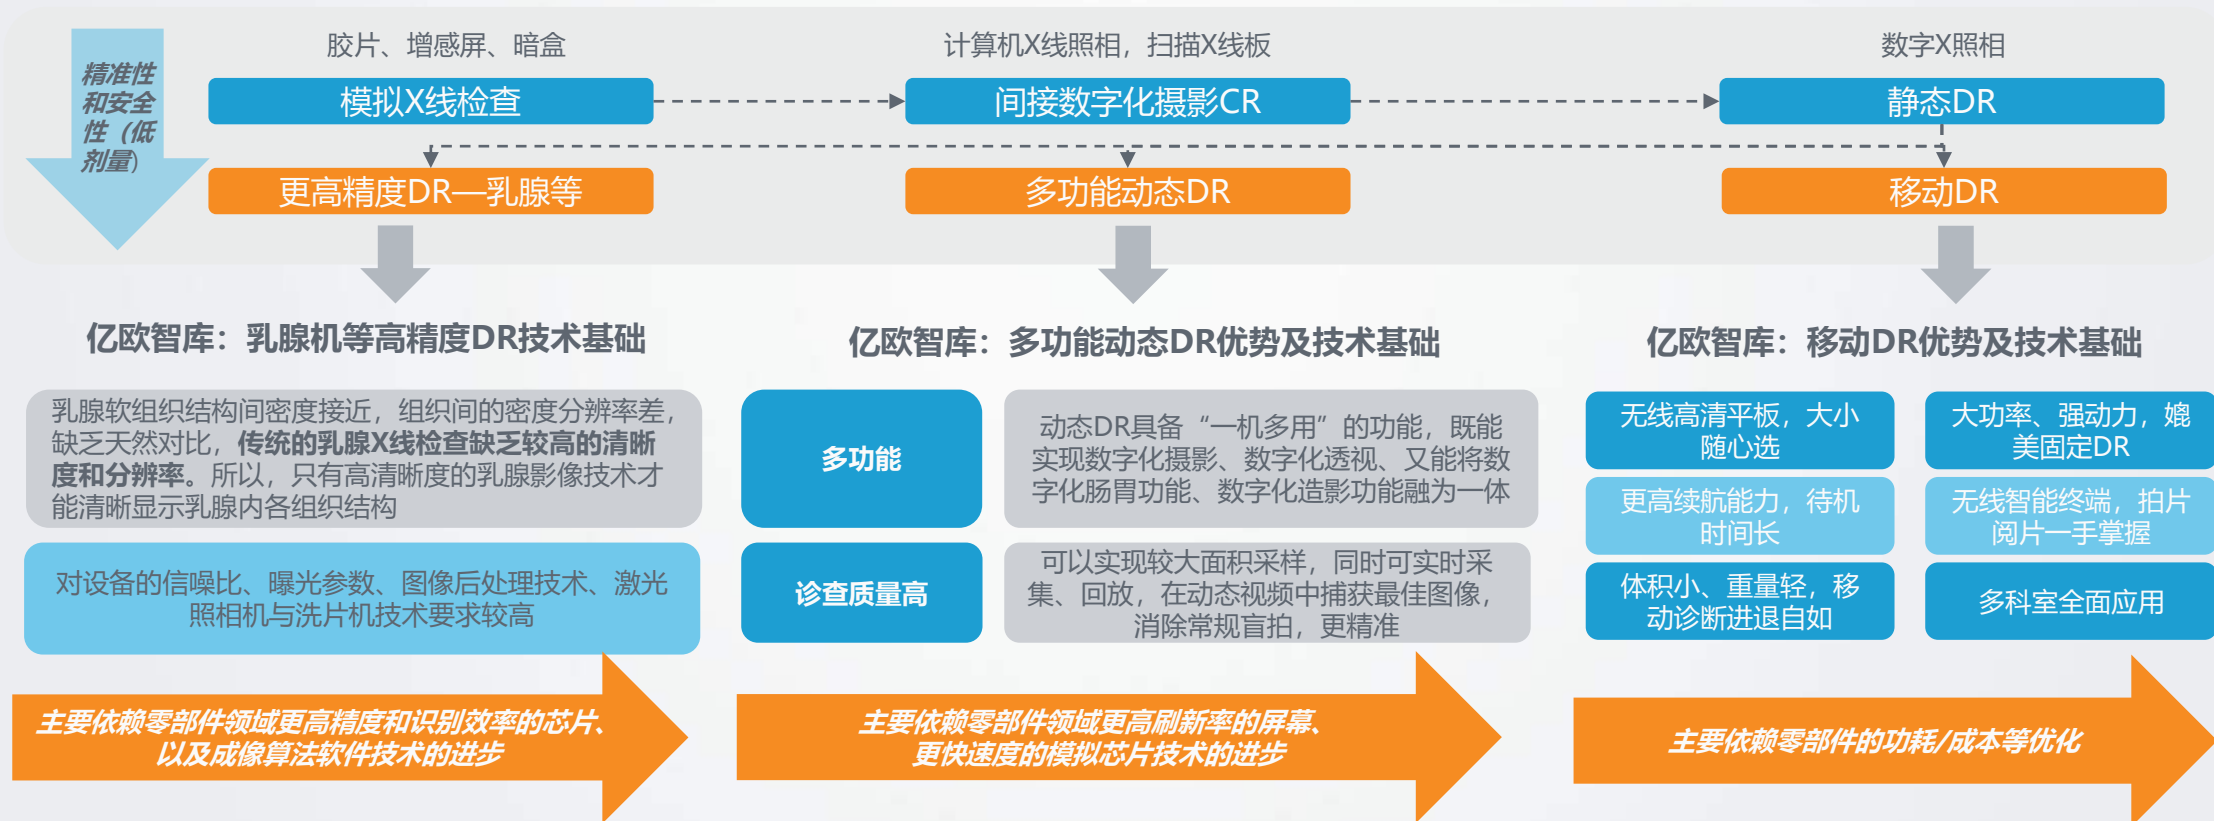 精准性
和安全
性（低
剂量）
胶片、增感屏、暗盒
计算机X线照相，扫描X线板
数字X照相
模拟X线检查
间接数字化摄影CR
静态DR
更高精度DR—乳腺等
多功能动态DR
移动DR
亿欧智库：乳腺机等高精度DR技术基础
乳腺软组织结构间密度接近，组织间的密度分辨率差，
缺乏天然对比，传统的乳腺X线检查缺乏较高的清晰
度和分辨率。所以，只有高清晰度的乳腺影像技术才
能清晰显示乳腺内各组织结构
对设备的信噪比、曝光参数、图像后处理技术、激光
照相机与洗片机技术要求较高
主要依赖零部件领域更高精度和识别效率的芯片、
以及成像算法软件技术的进步
亿欧智库：多功能动态DR优势及技术基础
多功能
动态DR具备“一机多用”的功能，既能
实现数字化摄影、数字化透视、又能将数
字化肠胃功能、数字化造影功能融为一体
诊查质量高
可以实现较大面积采样，同时可实时采
集、回放，在动态视频中捕获最佳图像，
消除常规盲拍，更精准
主要依赖零部件领域更高刷新率的屏幕、
更快速度的模拟芯片技术的进步
亿欧智库：移动DR优势及技术基础
无线高清平板，大小
随心选
大功率、强动力，媲
美固定DR
更高续航能力，待机
时间长
无线智能终端，拍片
阅片一手掌握
体积小、重量轻，移
动诊断进退自如
多科室全面应用
主要依赖零部件的功耗/成本等优化